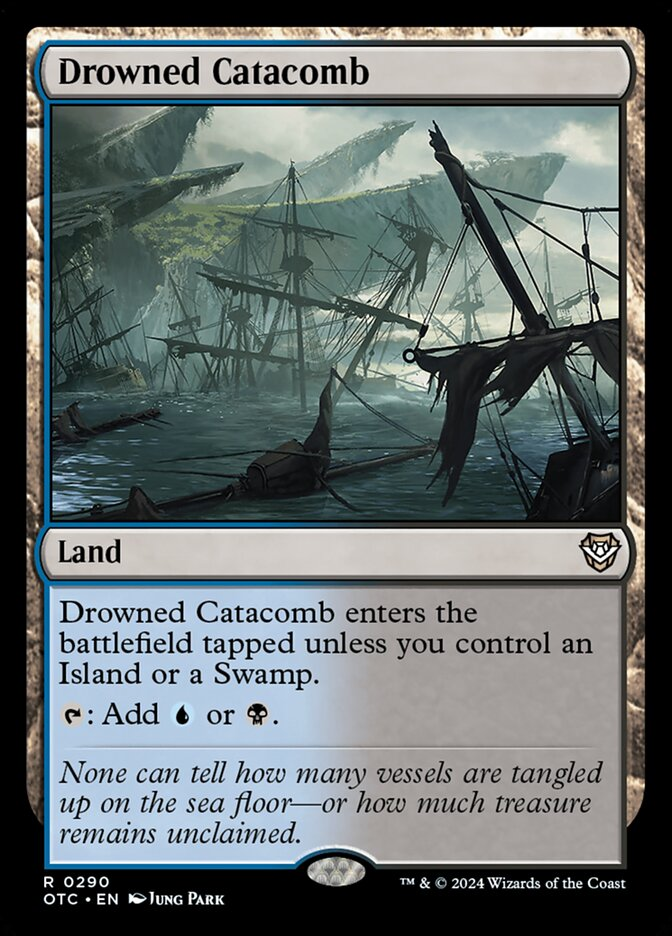 Drowned Catacomb
Land
Drowned Catacomb enters the
battlefield tapped unless you control an
Island or a Swamp.
: Add or .
None can tell how many vessels are tangled
up on the sea floor—or how much treasure
remains unclaimed.
R 0290
OTC • EN Jung Park
™ & © 2024 Wizards of the Coast